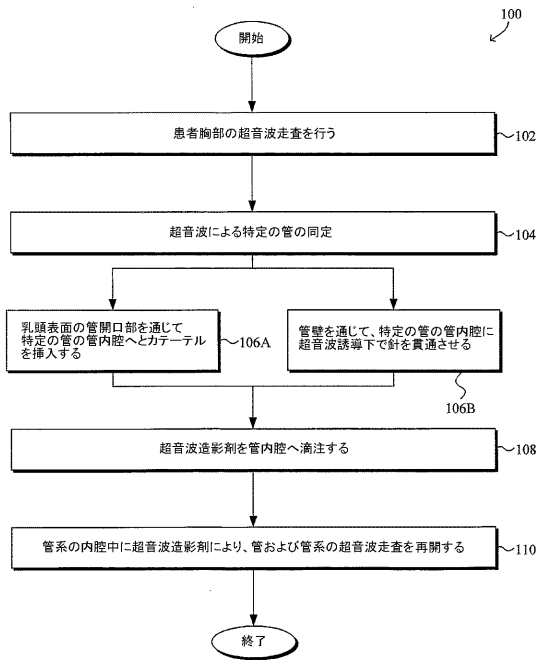 100
開始
患者胸部の超音波走査を行う
102
超音波による特定の管の同定
104
乳頭表面の管開口部を通じて
特定の管の管内腔へとカテーテル
を挿入する
106A
管壁を通じて、特定の管の管内腔に
超音波誘導下で針を貫通させる
106B
超音波造影剤を管内腔へ滴注する
108
管系の内腔中に超音波造影剤により、管および管系の超音波走査を再開する
110
終了